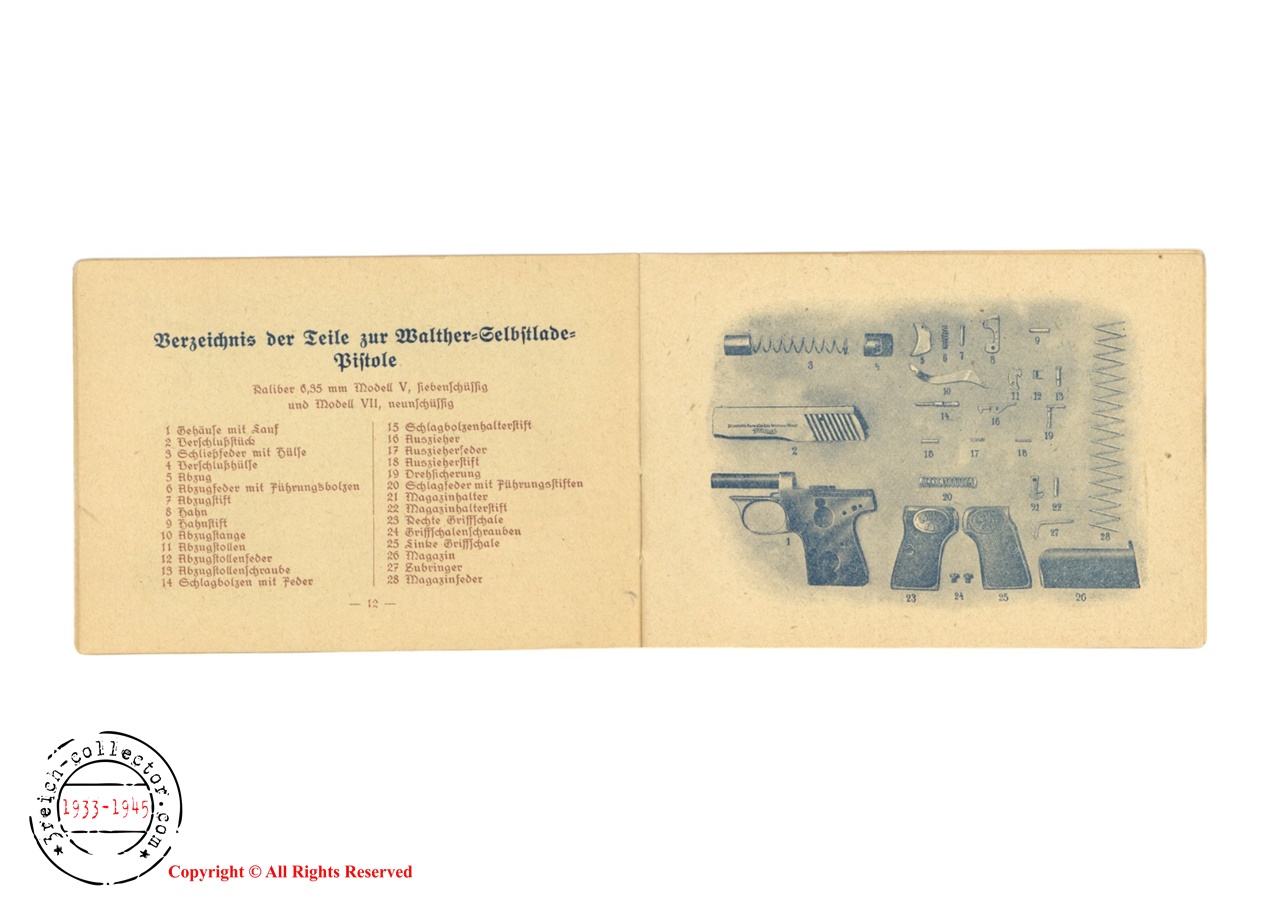 Verzeichnis der Teile zur Walther-Selbstlade-
Pistole
Kaliber 6,35 mm Modell V, siebenschüssig
und Modell VII, neunschüssig
1 Gehäuse mit Lauf
2 Verschlußstück
3 Schließfeder mit Hülse
4 Verschlußhülse
5 Abzug
6 Abzugfeder mit Führungsbolzen
7 Abzugstift
8 Hahn
9 Hahnstift
10 Abzugstange
11 Abzugstollen
12 Abzugstollenfeder
13 Abzugstollenschraube
14 Schlagbolzen mit Feder
15 Schlagbolzenhalterstift
16 Auszieher
17 Auszieherfeder
18 Auszieherstift
19 Drehsicherung
20 Schlagfeder mit Führungsstiften
21 Magazinhalter
22 Magazinhalterstift
23 Rechte Griffschale
24 Griffschalenschrauben
25 Linke Griffschale
26 Magazin
27 Zubringer
28 Magazinfeder
— 12 —
3 4 5 6 7 8 9
10 11 12 13
14 16 19
2 15 17 18
20 21 22
1 27 28
23 24 25 26
3reich-collector.com
1933-1945
Copyright © All Rights Reserved